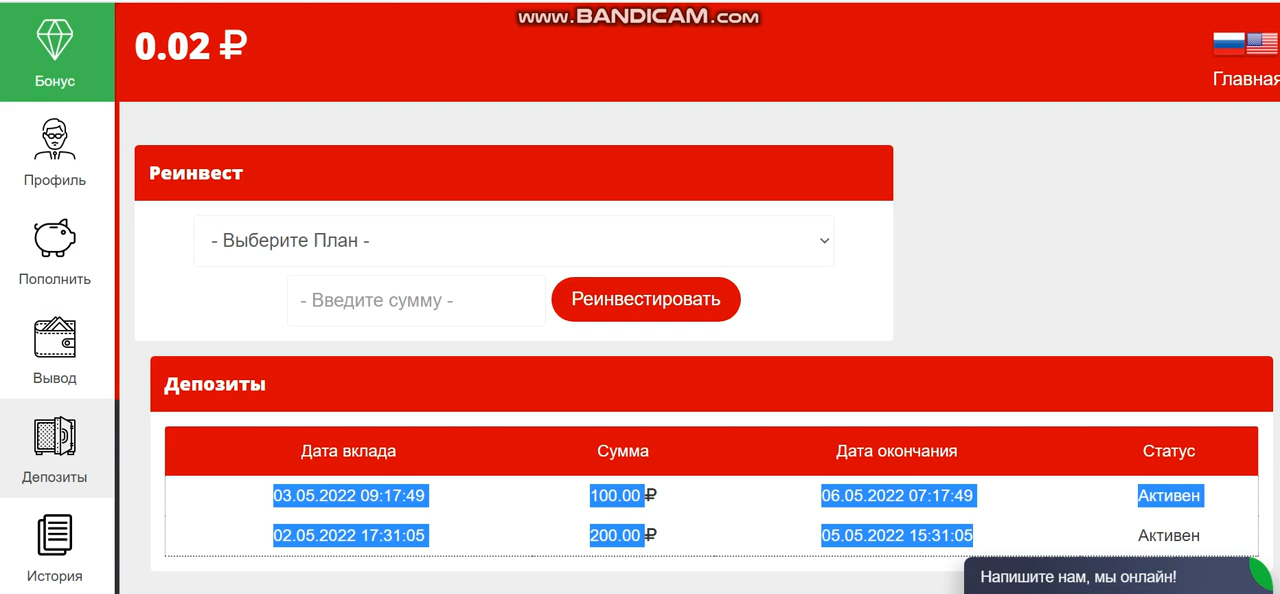 www.BANDICAM.com
0.02 ₽
Бонус
Главная
Профиль
Пополнить
Вывод
Депозиты
История
Реинвест
- Выберите План -
- Введите сумму - Реинвестировать
Депозиты
Дата вклада Сумма Дата окончания Статус
03.05.2022 09:17:49 100.00 ₽ 06.05.2022 07:17:49 Активен
02.05.2022 17:31:05 200.00 ₽ 05.05.2022 15:31:05 Активен
Напишите нам, мы онлайн!